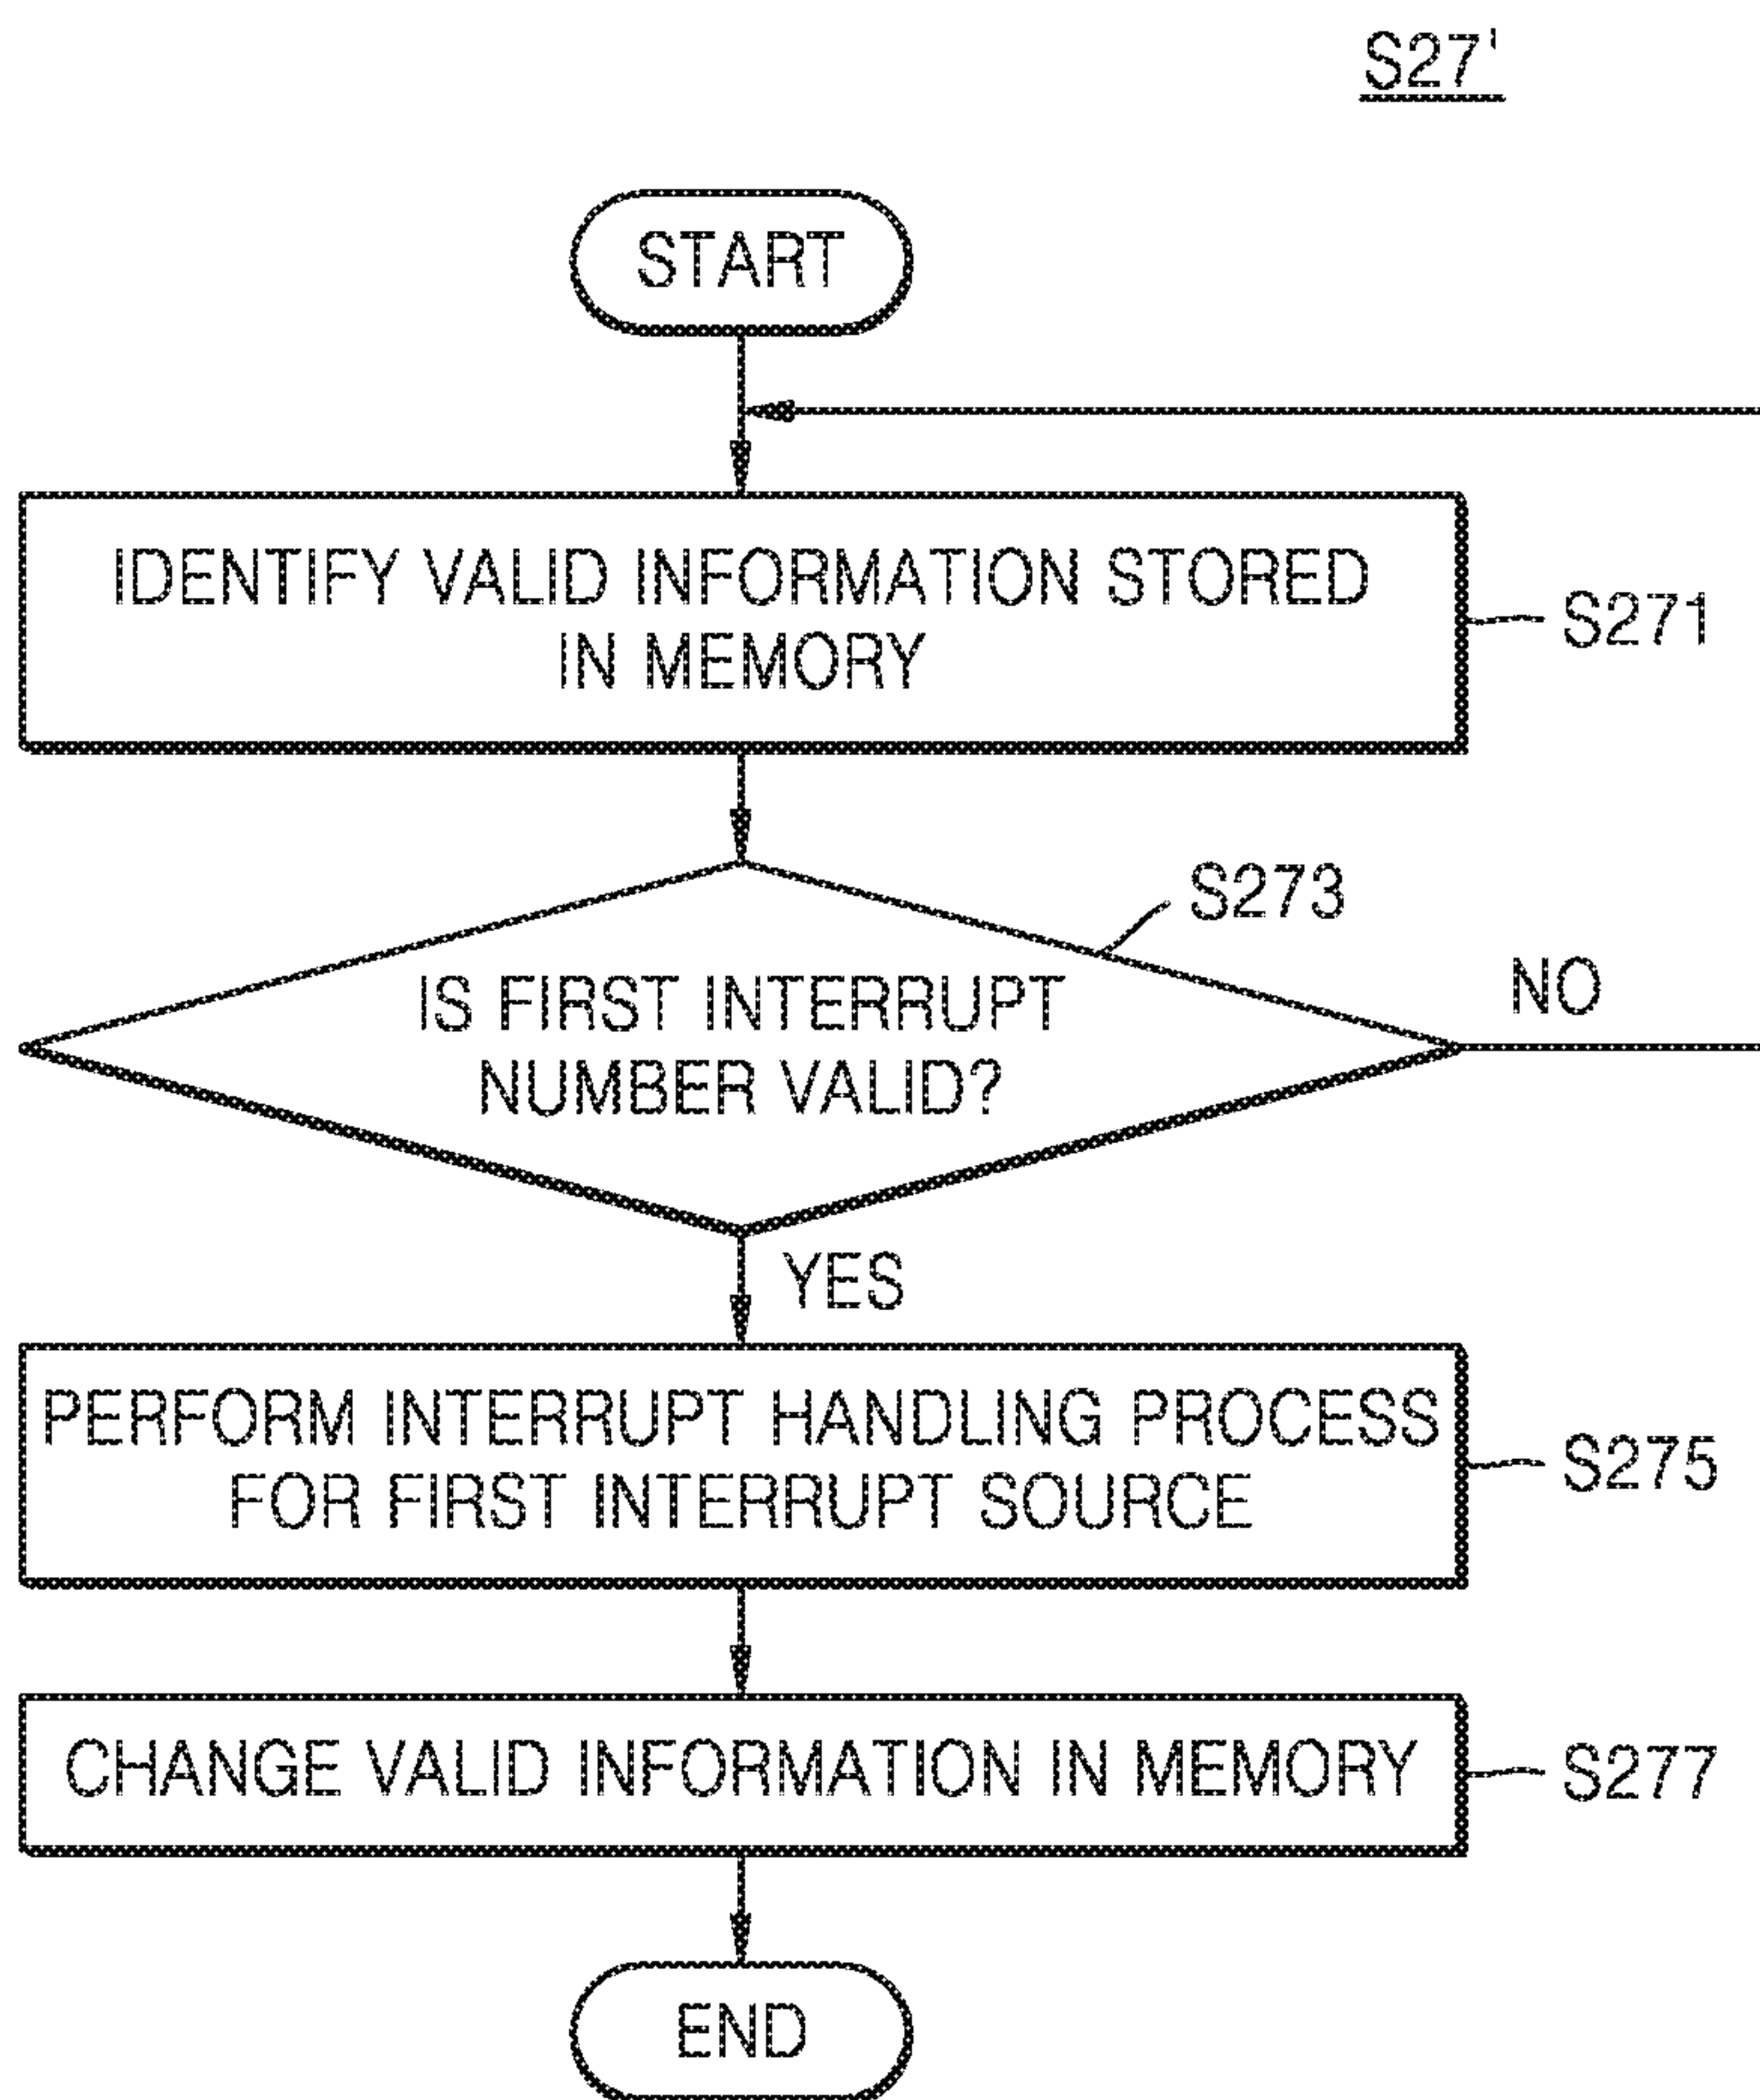 S27'
START
IDENTIFY VALID INFORMATION STORED
IN MEMORY
S271
S273
IS FIRST INTERRUPT
NUMBER VALID?
NO
YES
PERFORM INTERRUPT HANDLING PROCESS
FOR FIRST INTERRUPT SOURCE
S275
CHANGE VALID INFORMATION IN MEMORY
S277
END